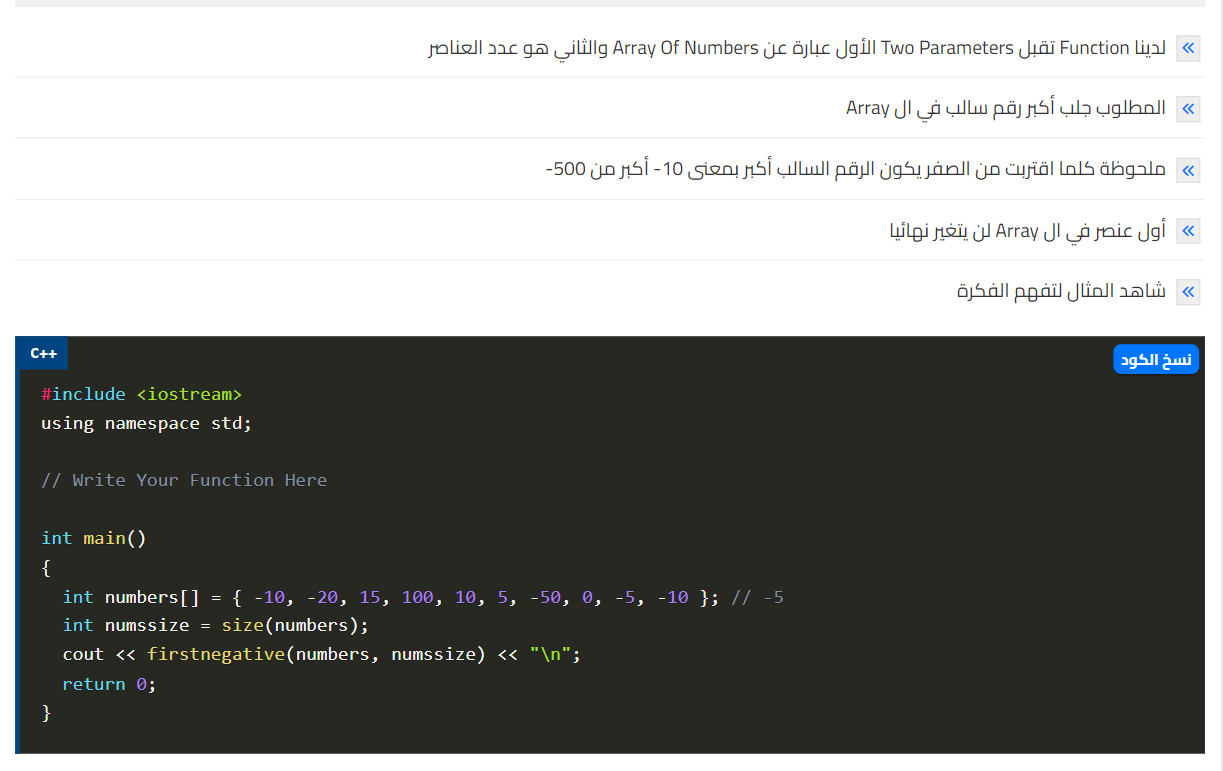 لدينا Function تقبل Two Parameters الأول عبارة عن Array Of Numbers والثاني هو عدد العناصر
المطلوب جلب أكبر رقم سالب في ال Array
ملحوظة كلما اقتربت من الصفر يكون الرقم السالب أكبر بمعنى 10- أكبر من 500-
أول عنصر في ال Array لن يتغير نهائيا
شاهد المثال لتفهم الفكرة
C++
نسخ الكود
#include <iostream>
using namespace std;
// Write Your Function Here
int main()
{
int numbers[] = { -10, -20, 15, 100, 10, 5, -50, 0, -5, -10 }; // -5
int numssize = size(numbers);
cout << firstnegative(numbers, numssize) << "\n";
return 0;
}